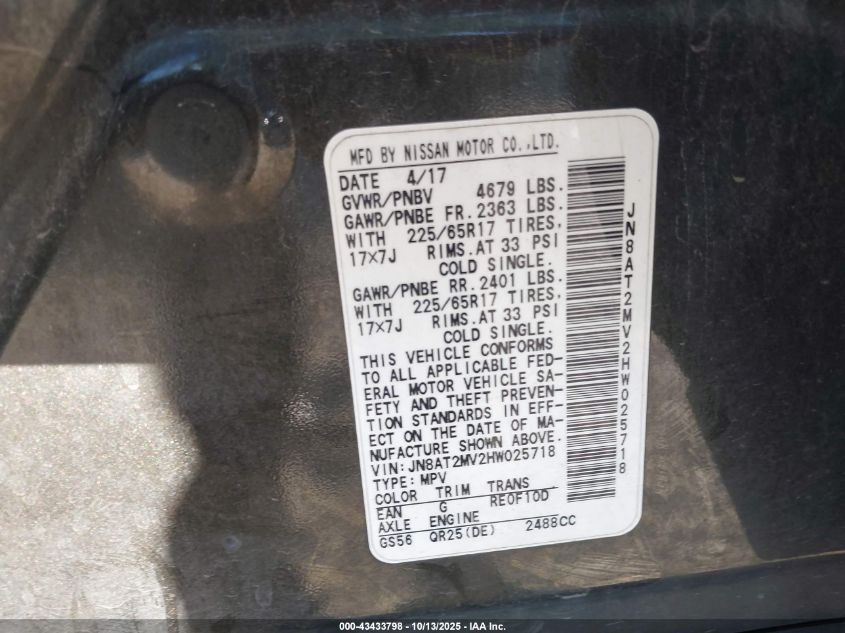 MFD BY NISSAN MOTOR CO.,LTD.
DATE 4/17
GVWR/PNBV 4679 LBS.
GAWR/PNBE FR. 2363 LBS.
WITH 225/65R17 TIRES.
17×7J RIMS.AT 33 PSI
COLD SINGLE.
GAWR/PNBE RR. 2401 LBS.
WITH 225/65R17 TIRES.
17×7J RIMS.AT 33 PSI
COLD SINGLE.
THIS VEHICLE CONFORMS
TO ALL APPLICABLE FED-
ERAL MOTOR VEHICLE SA-
FETY AND THEFT PREVEN-
TION STANDARDS IN EFF-
ECT ON THE DATE OF MA-
NUFACTURE SHOWN ABOVE.
VIN:JN8AT2MV2HW025718
TYPE:MPV
COLOR TRIM TRANS
EAN G RE0F10D
AXLE ENGINE
GS56 QR25(DE) 2488CC
JN8AT2MV2HW025718
000-43433798 - 10/13/2025 - IAA Inc.